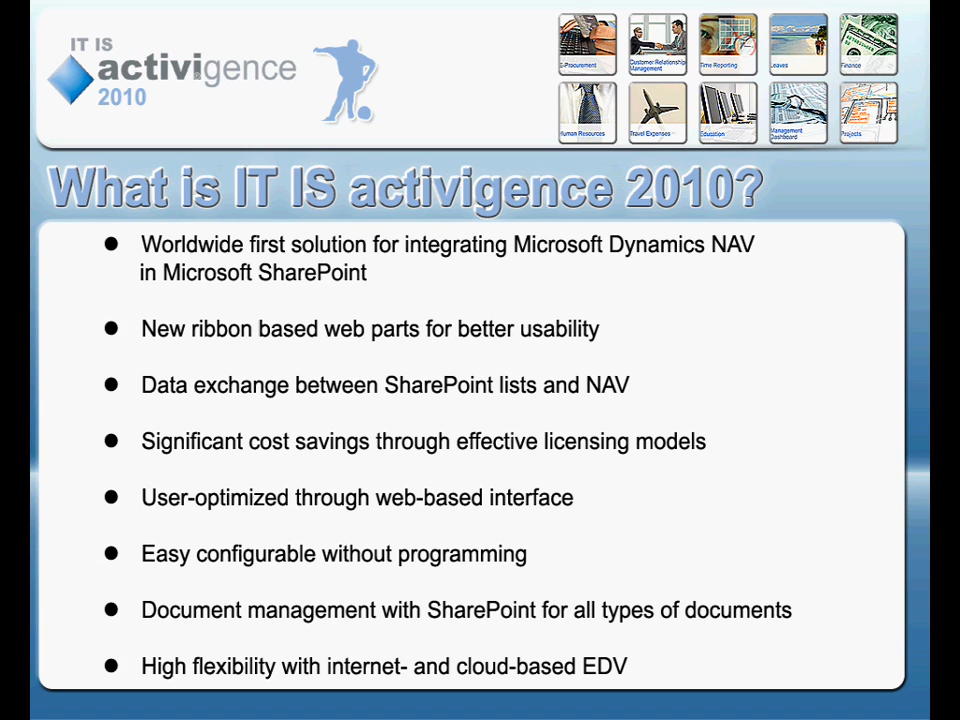 IT IS
activigence
2010
E-Procurement
Customer Relationship
Management
Time Reporting
Leaves
Finance
Human Resources
Travel Expenses
Education
Management
Dashboard
Projects
What is IT IS activigence 2010?
● Worldwide first solution for integrating Microsoft Dynamics NAV
in Microsoft SharePoint
● New ribbon based web parts for better usability
● Data exchange between SharePoint lists and NAV
● Significant cost savings through effective licensing models
● User-optimized through web-based interface
● Easy configurable without programming
● Document management with SharePoint for all types of documents
● High flexibility with internet- and cloud-based EDV